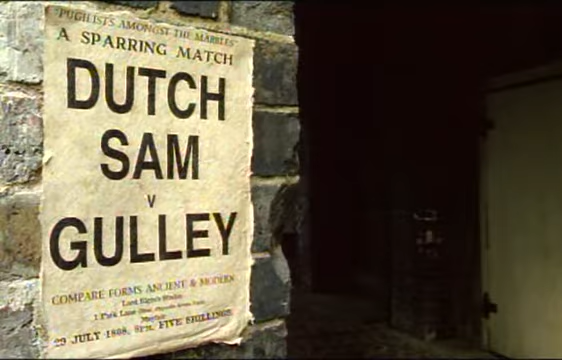 "PUGILISTS AMONGST THE MARBLES"
A SPARRING MATCH
DUTCH
SAM
v
GULLEY
COMPARE FORMS ANCIENT & MODERN
Lord Elgin's
1 Park Lane
Mayfair
29 JULY 1808, 8PM, FIVE SHILLINGS